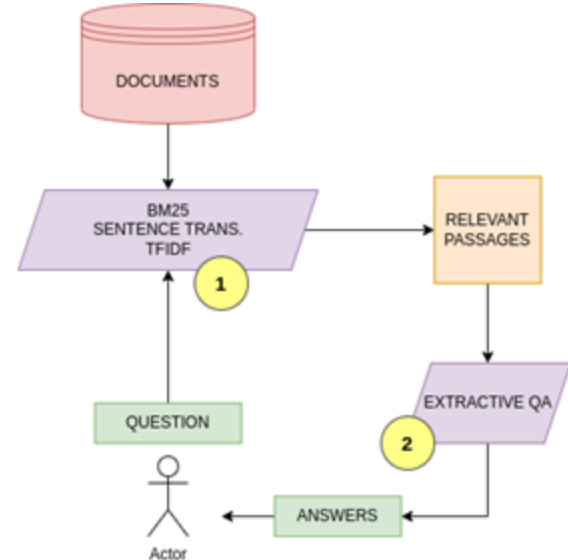 DOCUMENTS
BM25
SENTENCE TRANS.
TFIDF
1
RELEVANT
PASSAGES
QUESTION
EXTRACTIVE QA
2
ANSWERS
Actor